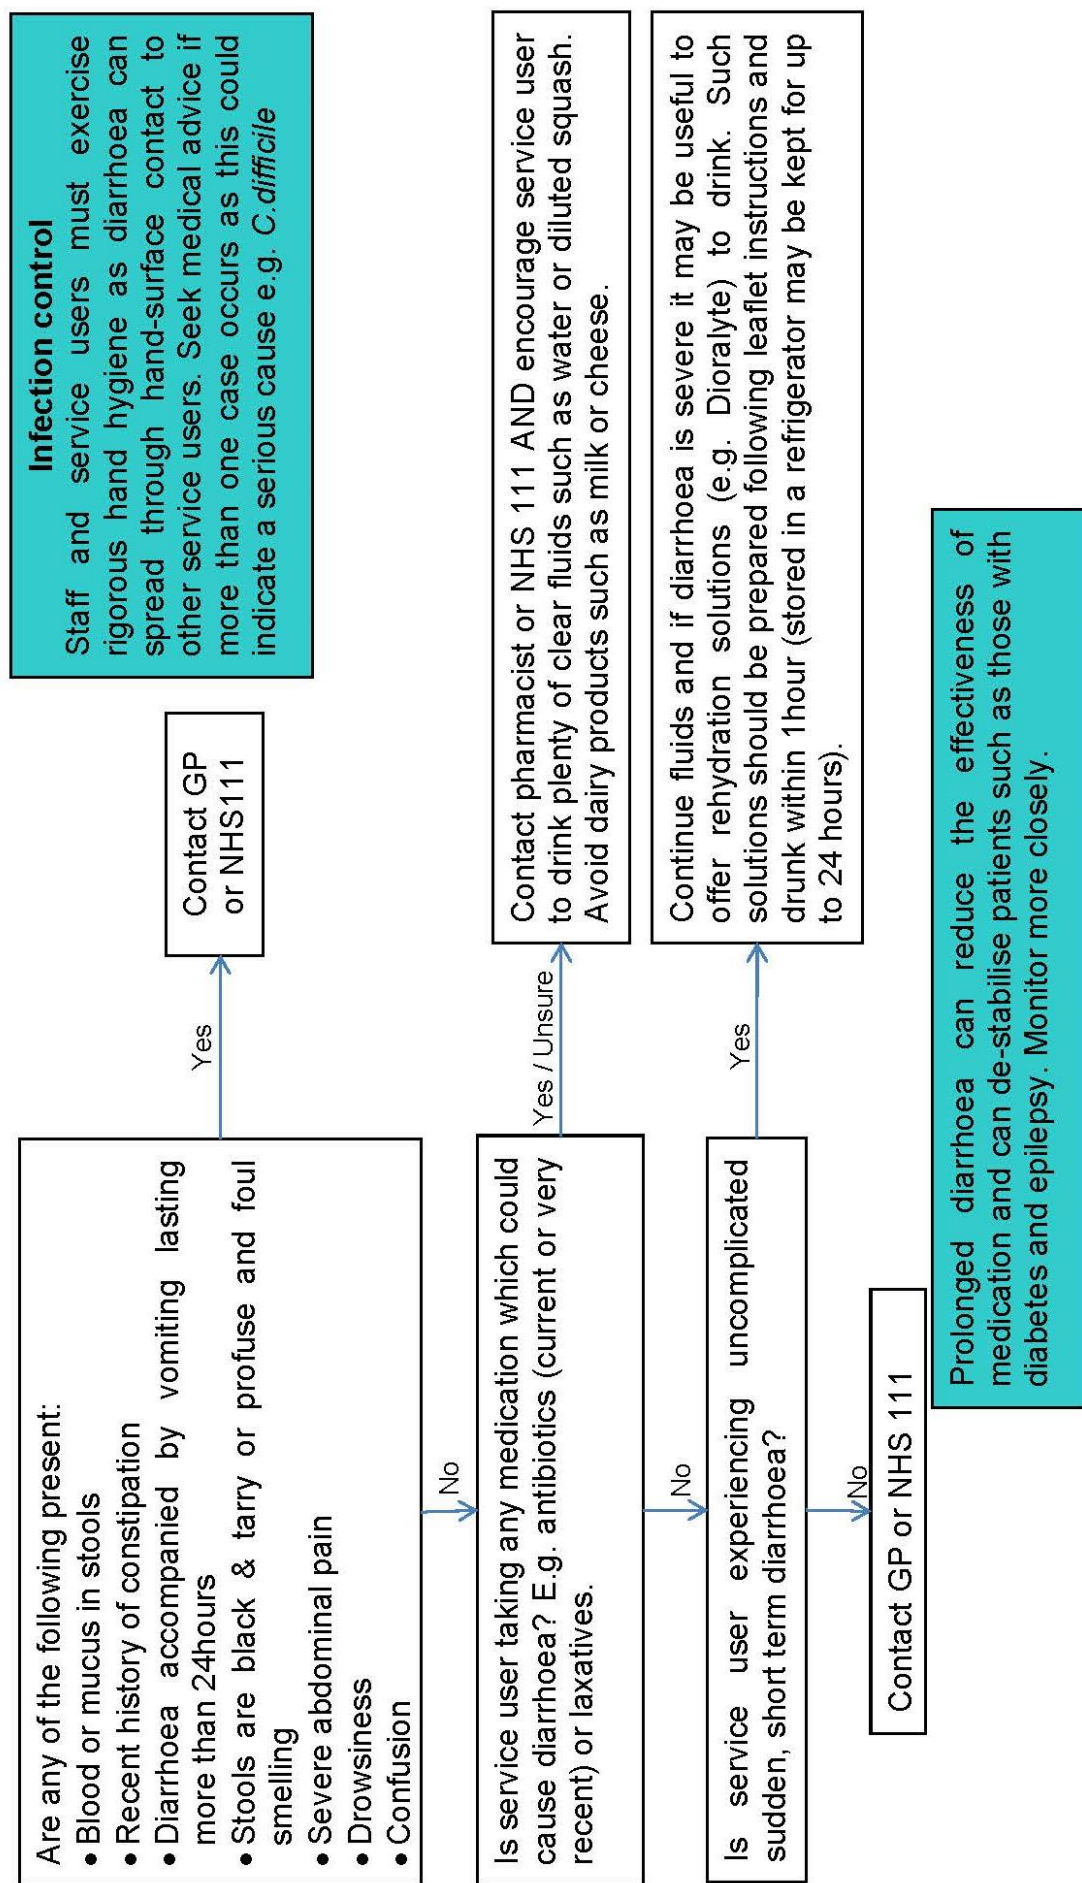 Are any of the following present:
• Blood or mucus in stools
• Recent history of constipation
• Diarrhoea accompanied by vomiting lasting
more than 24hours
• Stools are black & tarry or profuse and foul
smelling
• Severe abdominal pain
• Drowsiness
• Confusion
Yes
Contact GP
or NHS111
Infection control
Staff and service users must exercise
rigorous hand hygiene as diarrhoea can
spread through hand-surface contact to
other service users. Seek medical advice if
more than one case occurs as this could
indicate a serious cause e.g. C.difficile
No
Is service user taking any medication which could
cause diarrhoea? E.g. antibiotics (current or very
recent) or laxatives.
Yes / Unsure
Contact pharmacist or NHS 111 AND encourage service user
to drink plenty of clear fluids such as water or diluted squash.
Avoid dairy products such as milk or cheese.
No
Is service user experiencing uncomplicated
sudden, short term diarrhoea?
Yes
Continue fluids and if diarrhoea is severe it may be useful to
offer rehydration solutions (e.g. Dioralyte) to drink. Such
solutions should be prepared following leaflet instructions and
drunk within 1hour (stored in a refrigerator may be kept for up
to 24 hours).
No
Contact GP or NHS 111
Prolonged diarrhoea can reduce the effectiveness of
medication and can de-stabilise patients such as those with
diabetes and epilepsy. Monitor more closely.